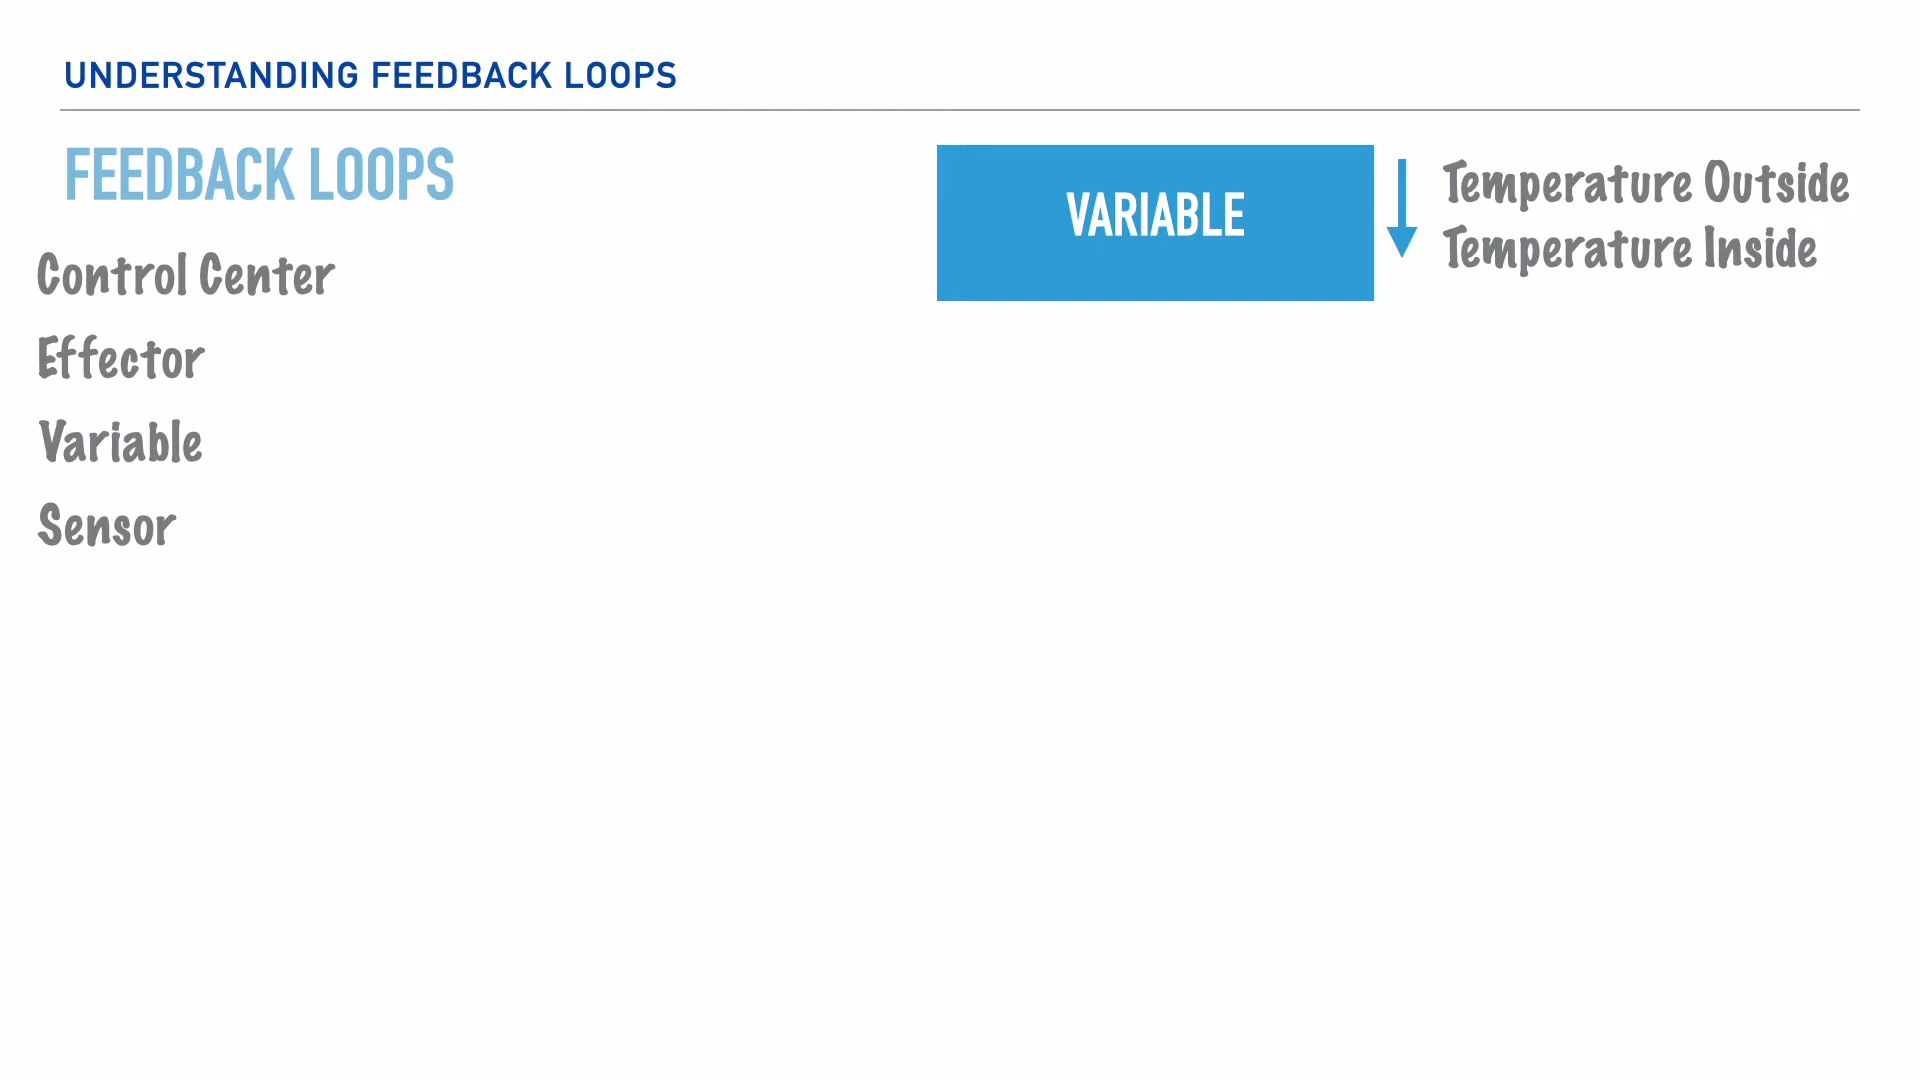 UNDERSTANDING FEEDBACK LOOPS
FEEDBACK LOOPS
Control Center
Effector
Variable
Sensor
VARIABLE
Temperature Outside
Temperature Inside